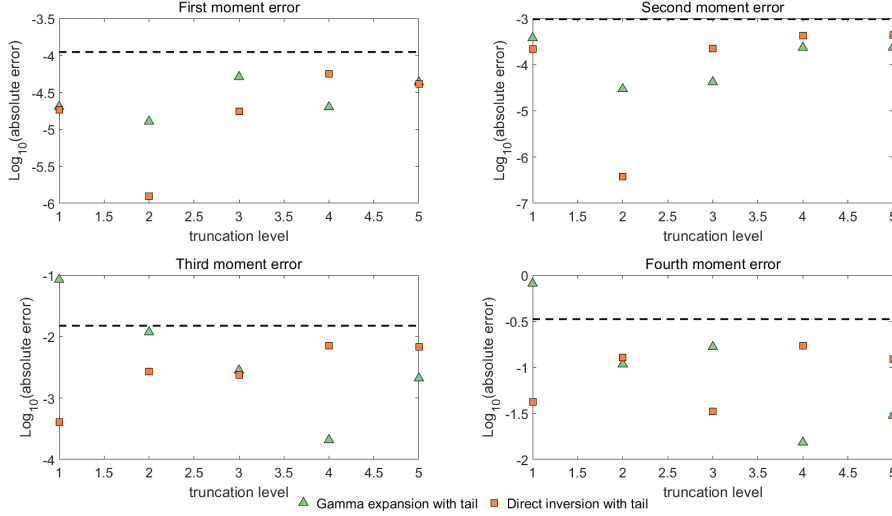 First moment error
-3.5
-4
-4.5
-5
-5.5
-6
Log10(absolute error)
1 1.5 2 2.5 3 3.5 4 4.5 5
truncation level
Second moment error
-3
-4
-5
-6
-7
Log10(absolute error)
1 1.5 2 2.5 3 3.5 4 4.5 5
truncation level
Third moment error
-1
-2
-3
-4
Log10(absolute error)
1 1.5 2 2.5 3 3.5 4 4.5 5
truncation level
Fourth moment error
0
-0.5
-1
-1.5
-2
Log10(absolute error)
1 1.5 2 2.5 3 3.5 4 4.5 5
truncation level
Gamma expansion with tail Direct inversion with tail